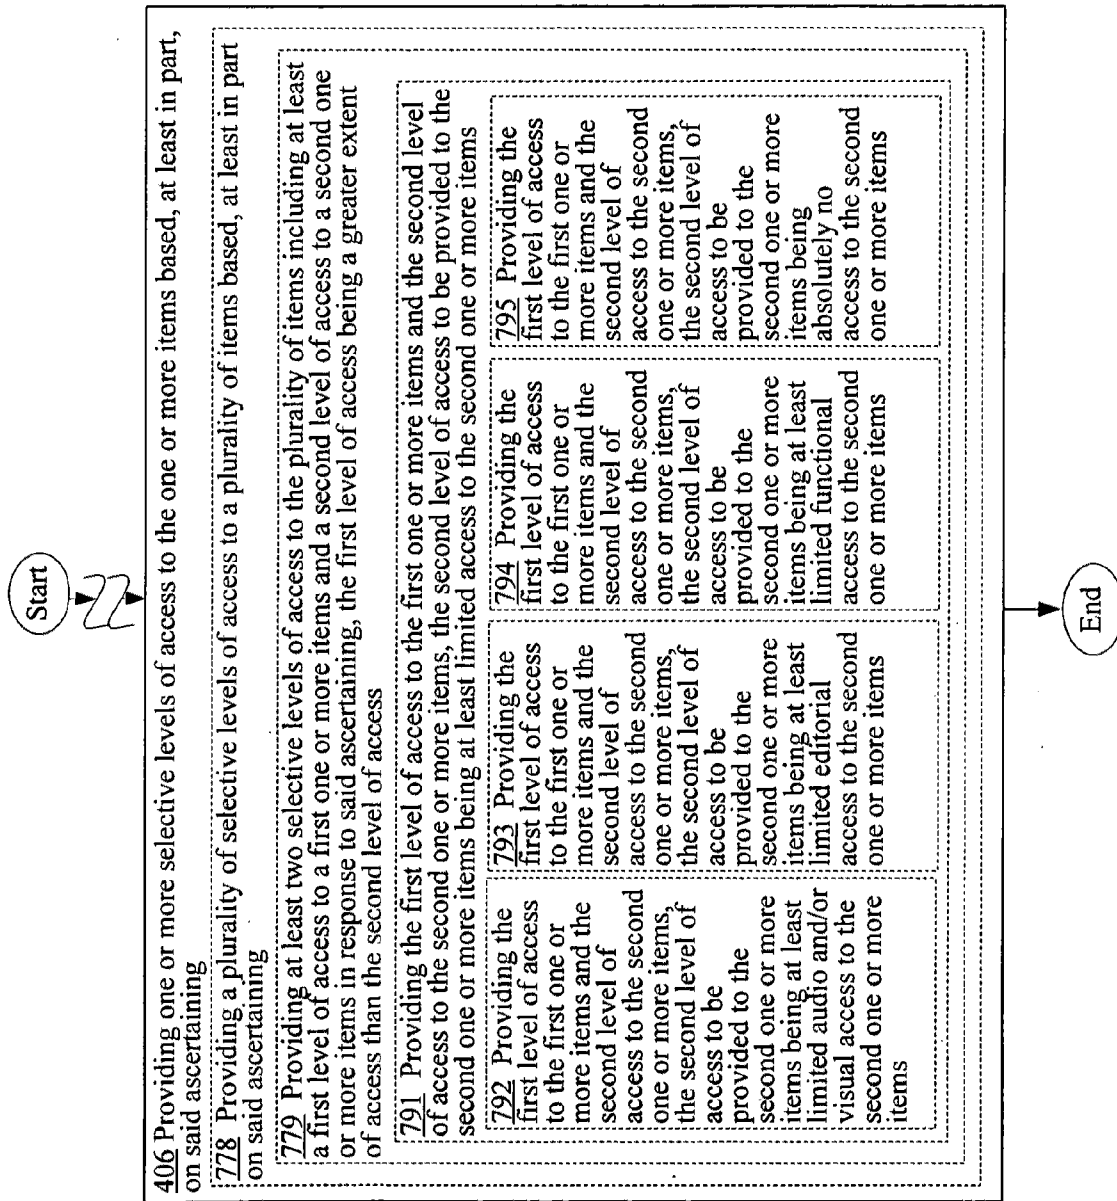 Start
406 Providing one or more selective levels of access to the one or more items based, at least in part,
on said ascertaining
778 Providing a plurality of selective levels of access to a plurality of items based, at least in part
on said ascertaining
779 Providing at least two selective levels of access to the plurality of items including at least
a first level of access to a first one or more items and a second level of access to a second one
or more items in response to said ascertaining, the first level of access being a greater extent
of access than the second level of access
791 Providing the first level of access to the first one or more items and the second level
of access to the second one or more items, the second level of access to be provided to the
second one or more items being at least limited access to the second one or more items
792 Providing the
first level of access
to the first one or
more items and the
second level of
access to the second
one or more items,
the second level of
access to be
provided to the
second one or more
items being at least
limited audio and/or
visual access to the
second one or more
items
793 Providing the
first level of access
to the first one or
more items and the
second level of
access to the second
one or more items,
the second level of
access to be
provided to the
second one or more
items being at least
limited editorial
access to the second
one or more items
794 Providing the
first level of access
to the first one or
more items and the
second level of
access to the second
one or more items,
the second level of
access to be
provided to the
second one or more
items being at least
limited functional
access to the second
one or more items
795 Providing the
first level of access
to the first one or
more items and the
second level of
access to the second
one or more items,
the second level of
access to be
provided to the
second one or more
items being
absolutely no
access to the second
one or more items
End